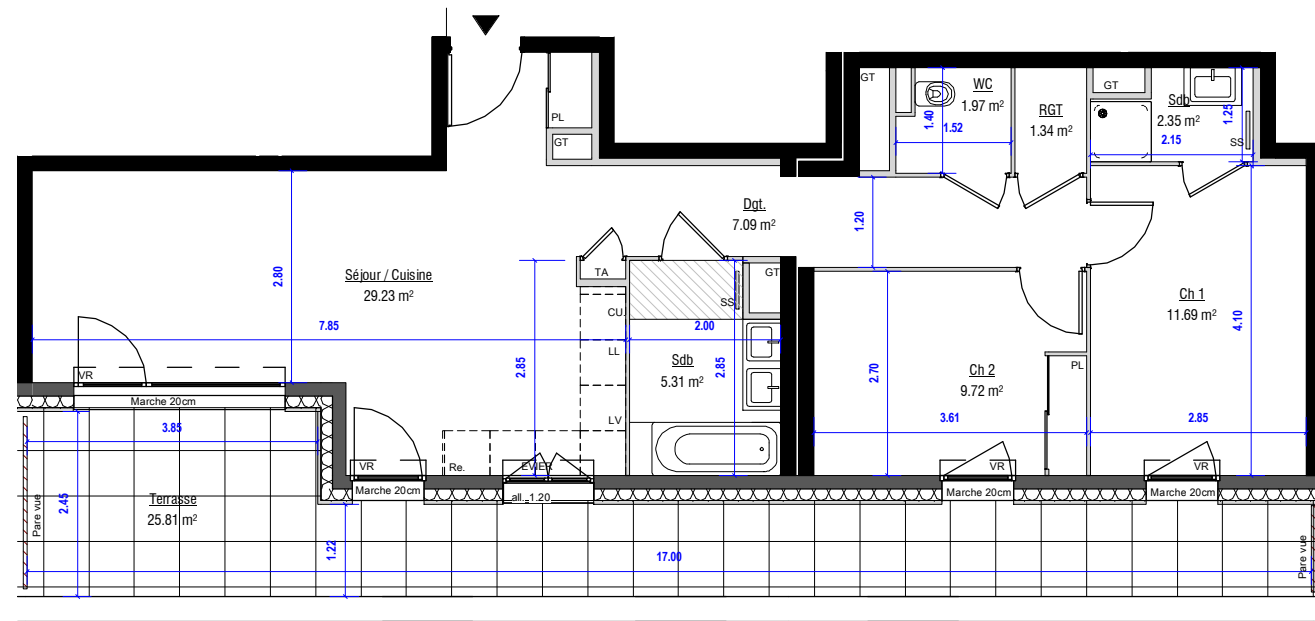 GT
WC
1.97 m²
1.40
1.52
RGT
1.34 m²
GT
Sdb
2.35 m²
1.25
2.15
SS
PL
GT
Dgt.
7.09 m²
1.20
2.80
Séjour / Cuisine
29.23 m²
7.85
TA
CU.
LL
LV
2.85
SS
GT
2.00
Sdb
5.31 m²
2.85
Ch 1
11.69 m²
4.10
2.85
Ch 2
9.72 m²
2.70
3.61
PL
VR
Marche 20cm
3.85
VR
Marche 20cm
Re.
EVIER
all. 1.20
VR
Marche 20cm
VR
Marche 20cm
Pare vue
2.45
Terrasse
25.81 m²
1.22
17.00
Pare vue